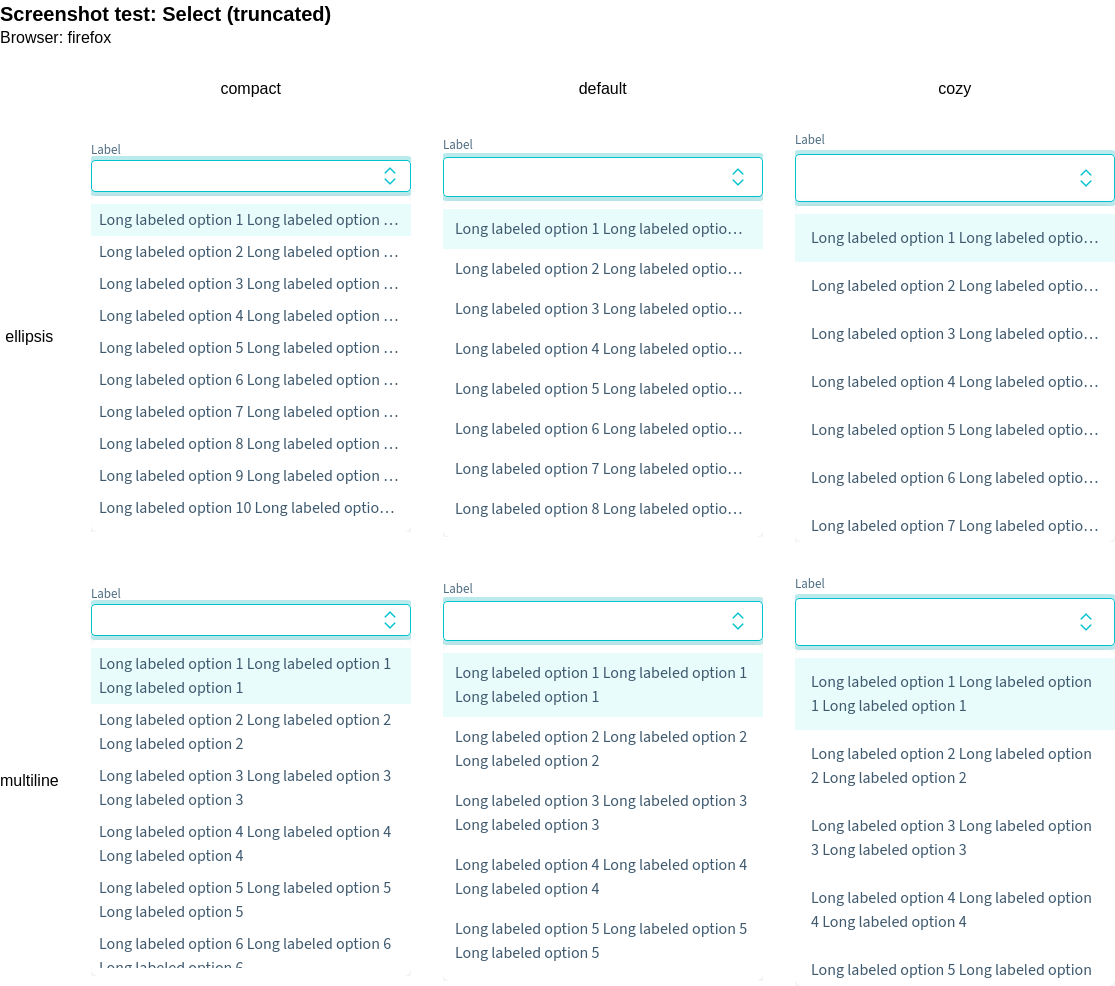 Screenshot test: Select (truncated)
Browser: firefox
compact
default
cozy
ellipsis
Label
Long labeled option 1 Long labeled option …
Long labeled option 2 Long labeled option …
Long labeled option 3 Long labeled option …
Long labeled option 4 Long labeled option …
Long labeled option 5 Long labeled option …
Long labeled option 6 Long labeled option …
Long labeled option 7 Long labeled option …
Long labeled option 8 Long labeled option …
Long labeled option 9 Long labeled option …
Long labeled option 10 Long labeled optio…
Label
Long labeled option 1 Long labeled optio…
Long labeled option 2 Long labeled optio…
Long labeled option 3 Long labeled optio…
Long labeled option 4 Long labeled optio…
Long labeled option 5 Long labeled optio…
Long labeled option 6 Long labeled optio…
Long labeled option 7 Long labeled optio…
Long labeled option 8 Long labeled optio…
Label
Long labeled option 1 Long labeled optio…
Long labeled option 2 Long labeled optio…
Long labeled option 3 Long labeled optio…
Long labeled option 4 Long labeled optio…
Long labeled option 5 Long labeled optio…
Long labeled option 6 Long labeled optio…
Long labeled option 7 Long labeled optio…
multiline
Label
Long labeled option 1 Long labeled option 1
Long labeled option 1
Long labeled option 2 Long labeled option 2
Long labeled option 2
Long labeled option 3 Long labeled option 3
Long labeled option 3
Long labeled option 4 Long labeled option 4
Long labeled option 4
Long labeled option 5 Long labeled option 5
Long labeled option 5
Long labeled option 6 Long labeled option 6
Long labeled option 6
Label
Long labeled option 1 Long labeled option 1
Long labeled option 1
Long labeled option 2 Long labeled option 2
Long labeled option 2
Long labeled option 3 Long labeled option 3
Long labeled option 3
Long labeled option 4 Long labeled option 4
Long labeled option 4
Long labeled option 5 Long labeled option 5
Long labeled option 5
Label
Long labeled option 1 Long labeled option
1 Long labeled option 1
Long labeled option 2 Long labeled option
2 Long labeled option 2
Long labeled option 3 Long labeled option
3 Long labeled option 3
Long labeled option 4 Long labeled option
4 Long labeled option 4
Long labeled option 5 Long labeled option